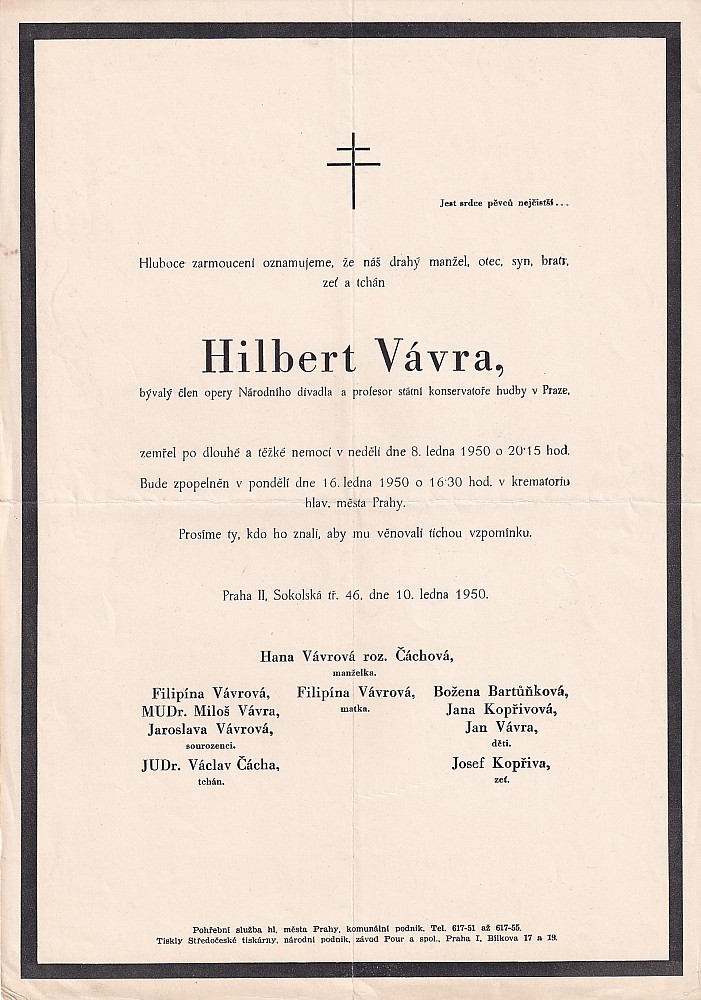 Jest srdce pěvců nejčistší...
Hluboce zarmoucení oznamujeme, že náš drahý manžel, otec, syn, bratr,
zeť a tchán
Hilbert Vávra,
bývalý člen opery Národního divadla a profesor státní konservatoře hudby v Praze,
zemřel po dlouhé a těžké nemoci v neděli dne 8. ledna 1950 o 20·15 hod.
Bude zpopelněn v pondělí dne 16. ledna 1950 o 16·30 hod. v krematoriu
hlav. města Prahy.
Prosíme ty, kdo ho znali, aby mu věnovali tichou vzpomínku.
Praha II, Sokolská tř. 46, dne 10. ledna 1950.
Hana Vávrová roz. Čáchová,
manželka.
Filipína Vávrová,
MUDr. Miloš Vávra,
Jaroslava Vávrová,
sourozenci.
JUDr. Václav Čácha,
tchán.
Filipína Vávrová,
matka.
Božena Bartůňková,
Jana Kopřivová,
Jan Vávra,
děti.
Josef Kopřiva,
zeť.
Pohřební služba hl. města Prahy, komunální podnik, Tel. 617-51 až 617-55.
Tiskly Středočeské tiskárny, národní podnik, závod Pour a spol., Praha I, Bílkova 17 a 19.